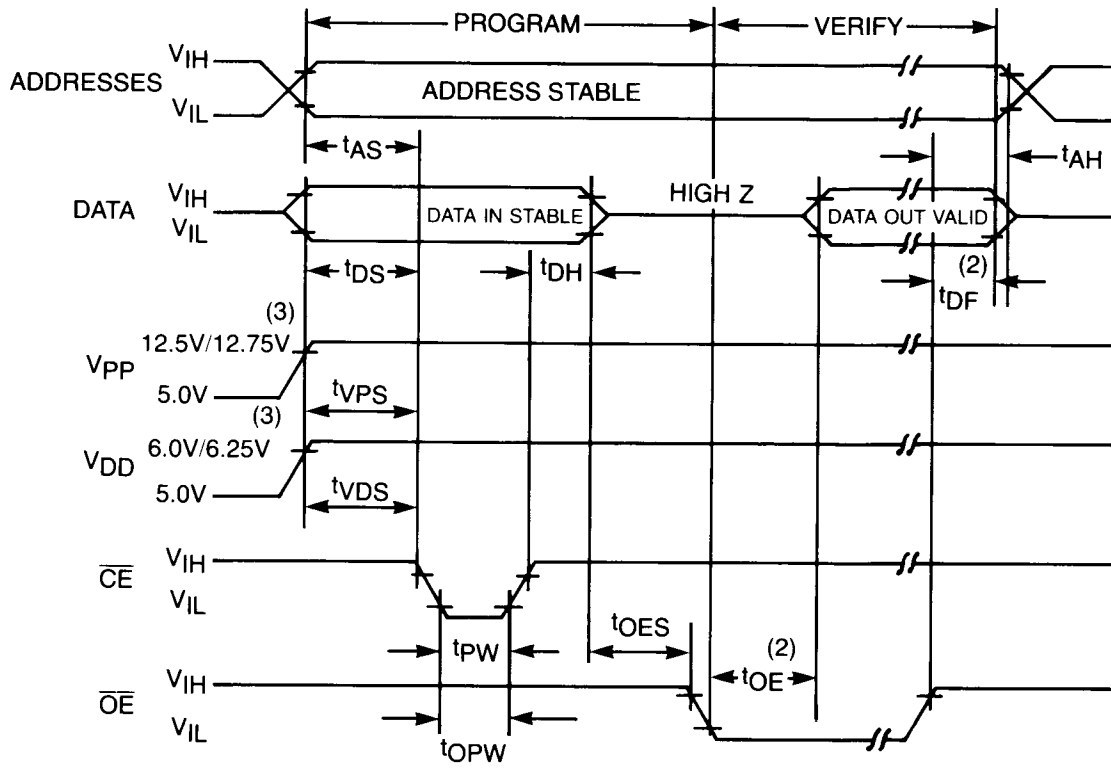 PROGRAM
VERIFY
ADDRESSES
VIH
VIL
ADDRESS STABLE
tAS
tAH
DATA
VIH
VIL
DATA IN STABLE
HIGH Z
DATA OUT VALID
tDS
tDH
(2)
tDF
(3)
VPP
12.5V/12.75V
5.0V
tVPS
(3)
VDD
6.0V/6.25V
5.0V
tVDS
CE
VIH
VIL
tPW
tOES
(2)
tOE
OE
VIH
VIL
tOPW